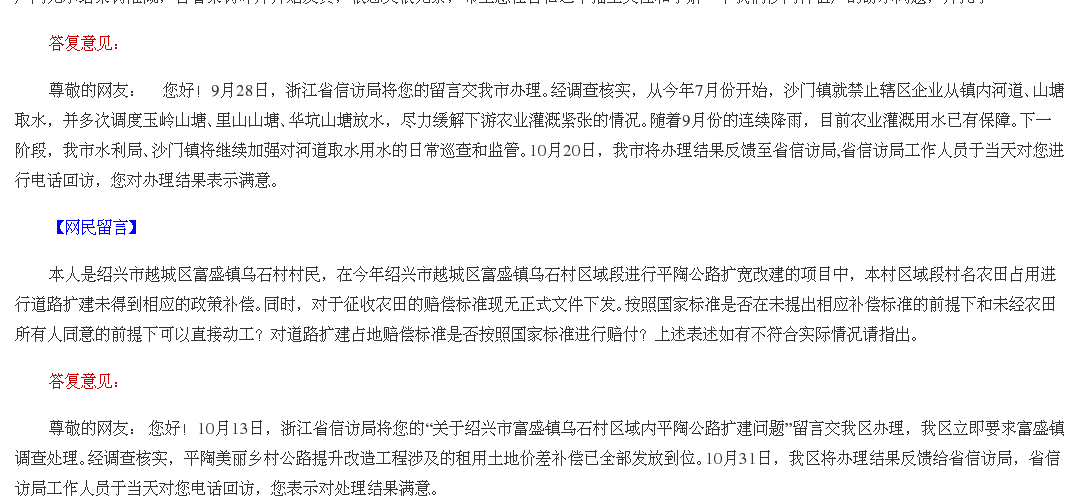 答复意见：
尊敬的网友： 您好！9月28日，浙江省信访局将您的留言交我市办理。经调查核实，从今年7月份开始，沙门镇就禁止辖区企业从镇内河道、山塘
取水，并多次调度玉岭山塘、里山山塘、华坑山塘放水，尽力缓解下游农业灌溉紧张的情况。随着9月份的连续降雨，目前农业灌溉用水已有保障。下一
阶段，我市水利局、沙门镇将继续加强对河道取水用水的日常巡查和监管。10月20日，我市将办理结果反馈至省信访局,省信访局工作人员于当天对您进
行电话回访，您对办理结果表示满意。
【网民留言】
本人是绍兴市越城区富盛镇乌石村村民，在今年绍兴市越城区富盛镇乌石村区域段进行平陶公路扩宽改建的项目中，本村区域段村名农田占用进
行道路扩建未得到相应的政策补偿。同时，对于征收农田的赔偿标准现无正式文件下发。按照国家标准是否在未提出相应补偿标准的前提下和未经农田
所有人同意的前提下可以直接动工？对道路扩建占地赔偿标准是否按照国家标准进行赔付？上述表述如有不符合实际情况请指出。
答复意见：
尊敬的网友： 您好！10月13日，浙江省信访局将您的“关于绍兴市富盛镇乌石村区域内平陶公路扩建问题”留言交我区办理，我区立即要求富盛镇
调查处理。经调查核实，平陶美丽乡村公路提升改造工程涉及的租用土地价差补偿已全部发放到位。10月31日，我区将办理结果反馈给省信访局，省信
访局工作人员于当天对您电话回访，您表示对处理结果满意。